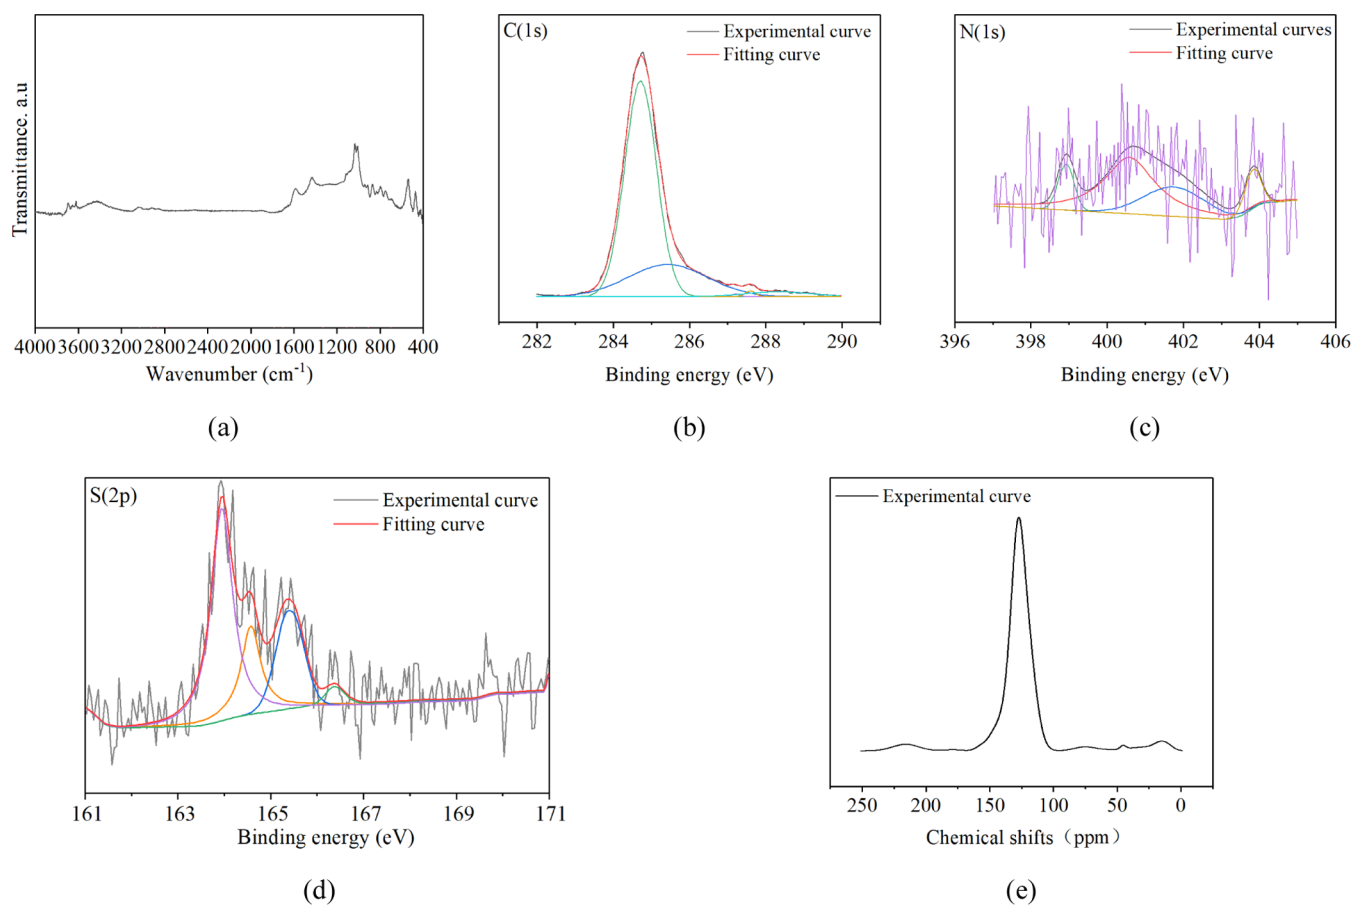 Transmittance. a.u
4000 3600 3200 2800 2400 2000 1600 1200 800 400
Wavenumber (cm-1)
(a)
C(1s)
Experimental curve
Fitting curve
282 284 286 288 290
Binding energy (eV)
(b)
N(1s)
Experimental curves
Fitting curve
396 398 400 402 404 406
Binding energy (eV)
(c)
S(2p)
Experimental curve
Fitting curve
161 163 165 167 169 171
Binding energy (eV)
(d)
Experimental curve
250 200 150 100 50 0
Chemical shifts（ppm）
(e)